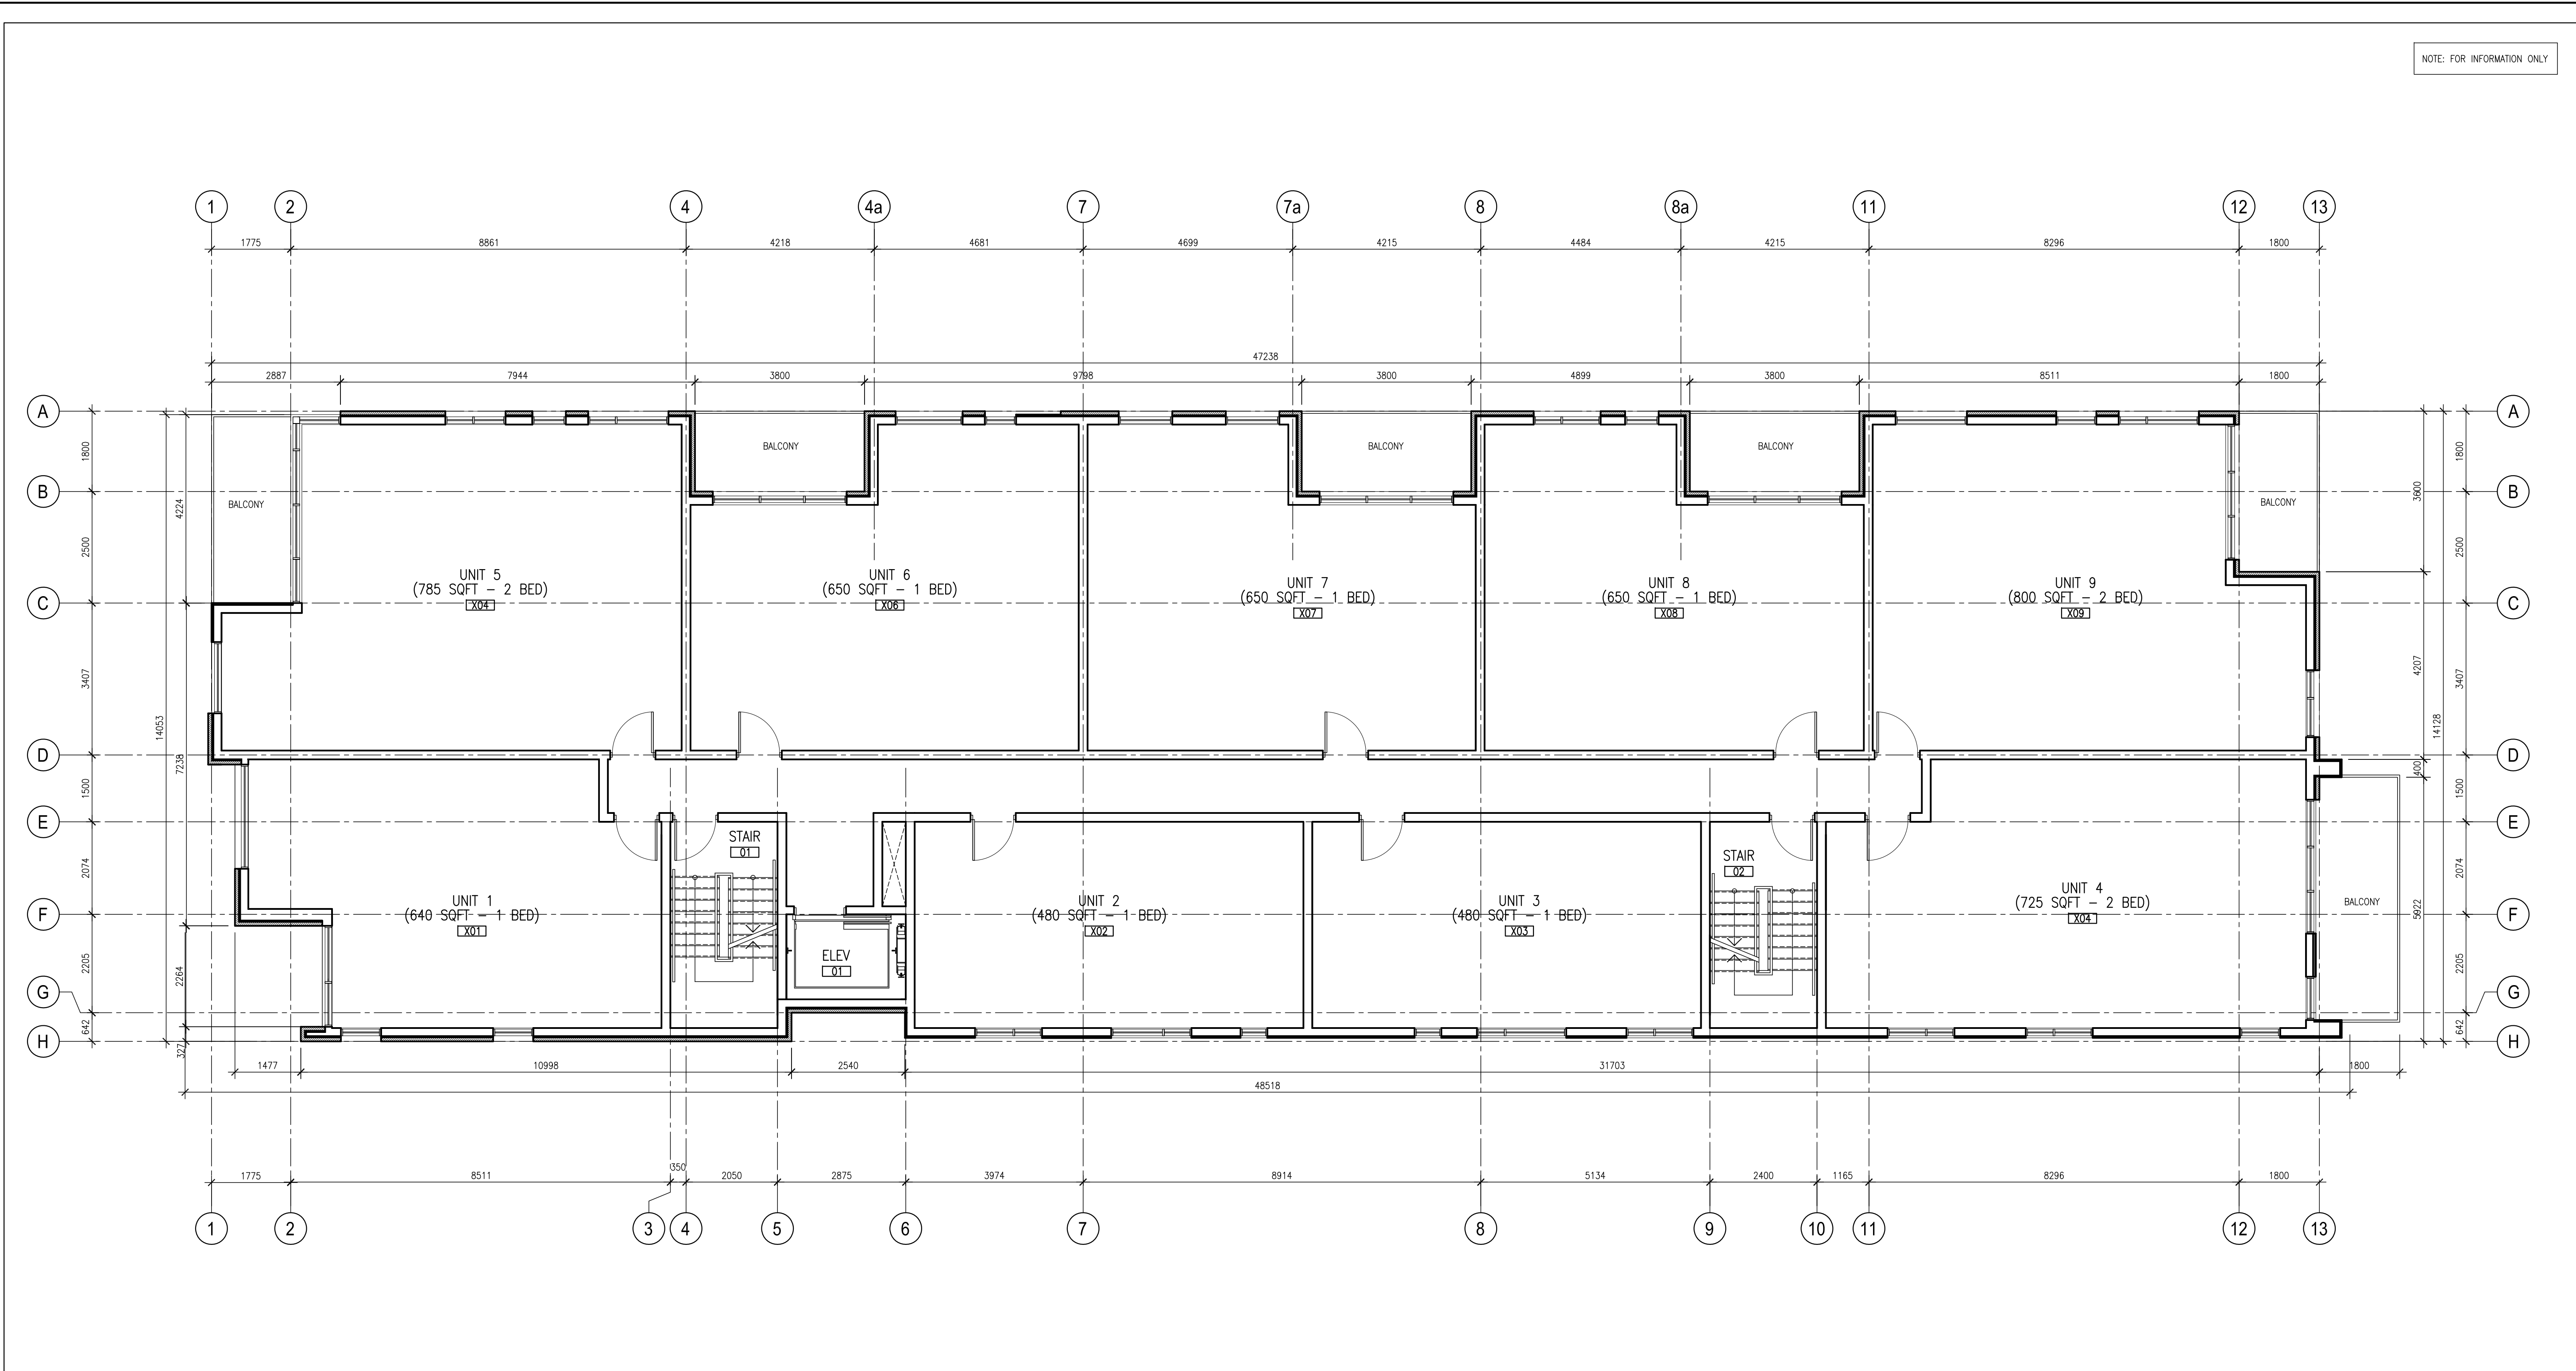 NOTE: FOR INFORMATION ONLY
1 2 4 4a 7 7a 8 8a 11 12 13
1775 8861 4218 4681 4699 4215 4484 4215 8296 1800
47238
2887 7944 3800 9798 3800 4899 3800 8511 1800
A A
1800 1800
BALCONY BALCONY BALCONY
B B
4224 3600
BALCONY BALCONY
2500 2500
UNIT 5
(785 SQFT - 2 BED)
X04
UNIT 6
(650 SQFT - 1 BED)
X06
UNIT 7
(650 SQFT - 1 BED)
X07
UNIT 8
(650 SQFT - 1 BED)
X08
UNIT 9
(800 SQFT - 2 BED)
X09
C C
3407 4207 3407
14053 14128
D D
7238 400
1500 1500
E E
STAIR
01
STAIR
02
2074 2074
UNIT 1
(640 SQFT - 1 BED)
X01
UNIT 2
(480 SQFT - 1 BED)
X02
UNIT 3
(480 SQFT - 1 BED)
X03
UNIT 4
(725 SQFT - 2 BED)
X04
BALCONY
5922
F F
ELEV
01
2205 2264 2205
G G
642 327 642
H H
1477 10998 2540 31703 1800
48518
350
1775 8511 2050 2875 3974 8914 5134 2400 1165 8296 1800
1 2 3 4 5 6 7 8 9 10 11 12 13